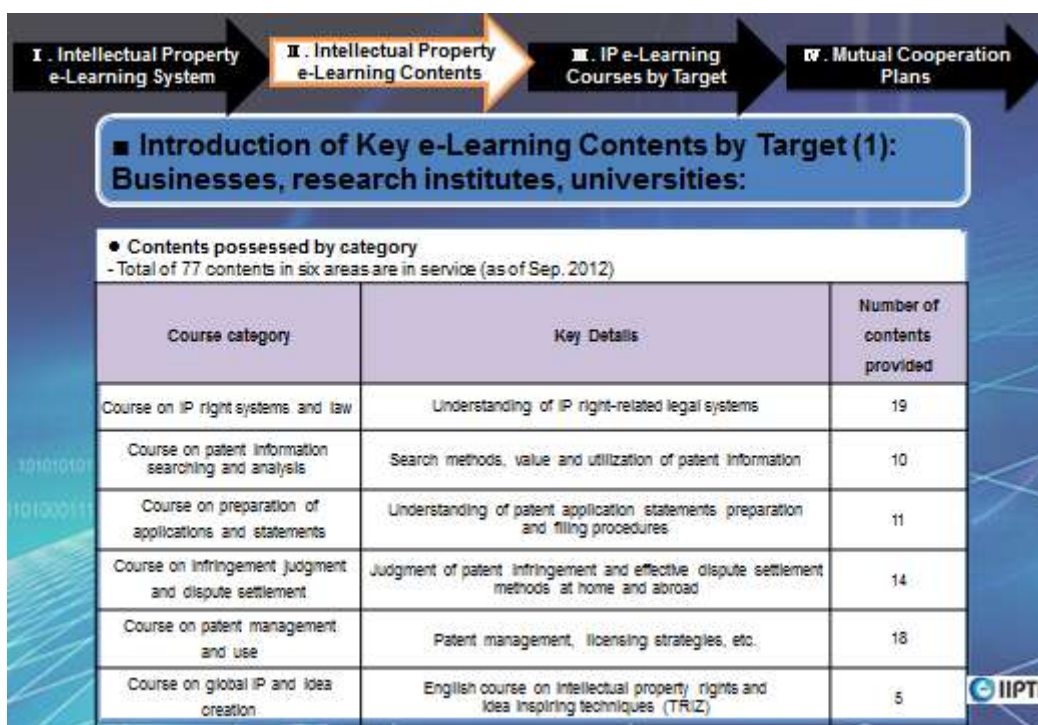 Ⅰ. Intellectual Property
e-Learning System
Ⅱ. Intellectual Property
e-Learning Contents
Ⅲ. IP e-Learning
Courses by Target
Ⅳ. Mutual Cooperation
Plans
■ Introduction of Key e-Learning Contents by Target (1):
Businesses, research institutes, universities:
● Contents possessed by category
- Total of 77 contents in six areas are in service (as of Sep. 2012)
Course category
Key Details
Number of
contents
provided
Course on IP right systems and law
Understanding of IP right-related legal systems
19
Course on patent information
searching and analysis
Search methods, value and utilization of patent information
10
Course on preparation of
applications and statements
Understanding of patent application statements preparation
and filing procedures
11
Course on infringement judgment
and dispute settlement
Judgment of patent infringement and effective dispute settlement
methods at home and abroad
14
Course on patent management
and use
Patent management, licensing strategies, etc.
18
Course on global IP and idea
creation
English course on intellectual property rights and
idea inspiring techniques (TRIZ)
5
101010101
1101000111
IIPTI